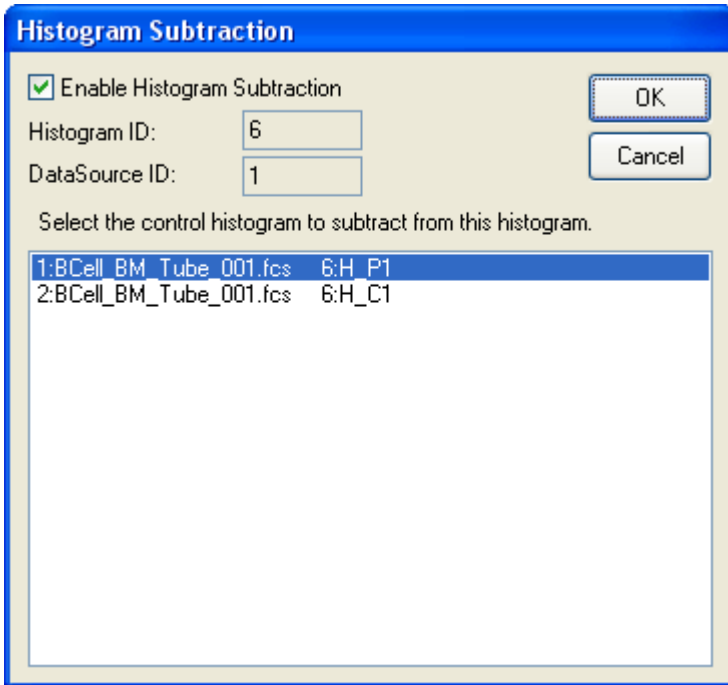 Histogram Subtraction
Enable Histogram Subtraction
OK
Histogram ID: 6
Cancel
DataSource ID: 1
Select the control histogram to subtract from this histogram.
1:BCell_BM_Tube_001.fcs 6:H_P1
2:BCell_BM_Tube_001.fcs 6:H_C1